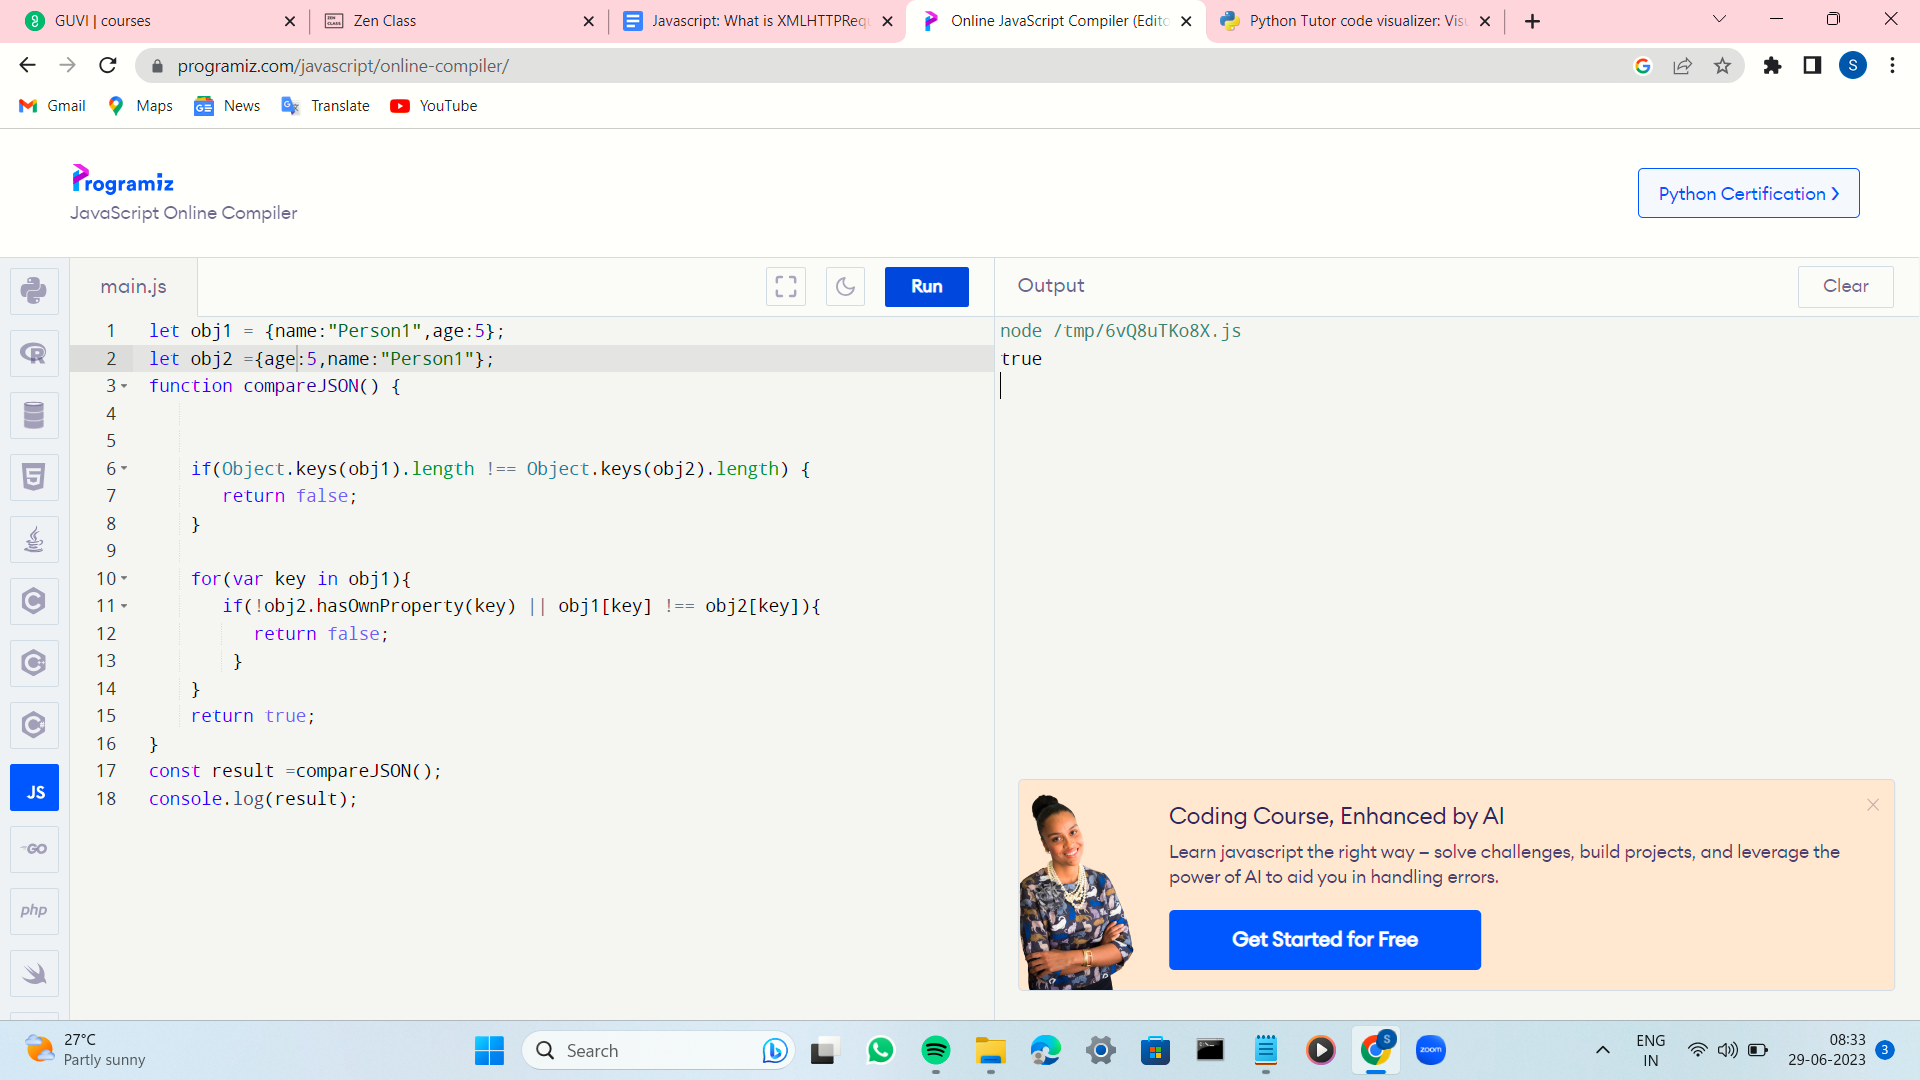 GUVI | courses
Zen Class
Javascript: What is XMLHTTPRequ
Online JavaScript Compiler (Edito
Python Tutor code visualizer: Visu
programiz.com/javascript/online-compiler/
S
Gmail
Maps
News
Translate
YouTube
Programiz
JavaScript Online Compiler
Python Certification
main.js
Run
Output
Clear
1 let obj1 = {name:"Person1",age:5};
2 let obj2 ={age:5,name:"Person1"};
3 function compareJSON() {
4
5
6 if(Object.keys(obj1).length !== Object.keys(obj2).length) {
7 return false;
8 }
9
10 for(var key in obj1){
11 if(!obj2.hasOwnProperty(key) || obj1[key] !== obj2[key]){
12 return false;
13 }
14 }
15 return true;
16 }
17 const result =compareJSON();
18 console.log(result);
node /tmp/6vQ8uTKo8X.js
true
JS
GO
php
Coding Course, Enhanced by AI
Learn javascript the right way – solve challenges, build projects, and leverage the
power of AI to aid you in handling errors.
Get Started for Free
27°C
Partly sunny
Search
S
zoom
ENG
IN
08:33
29-06-2023
3